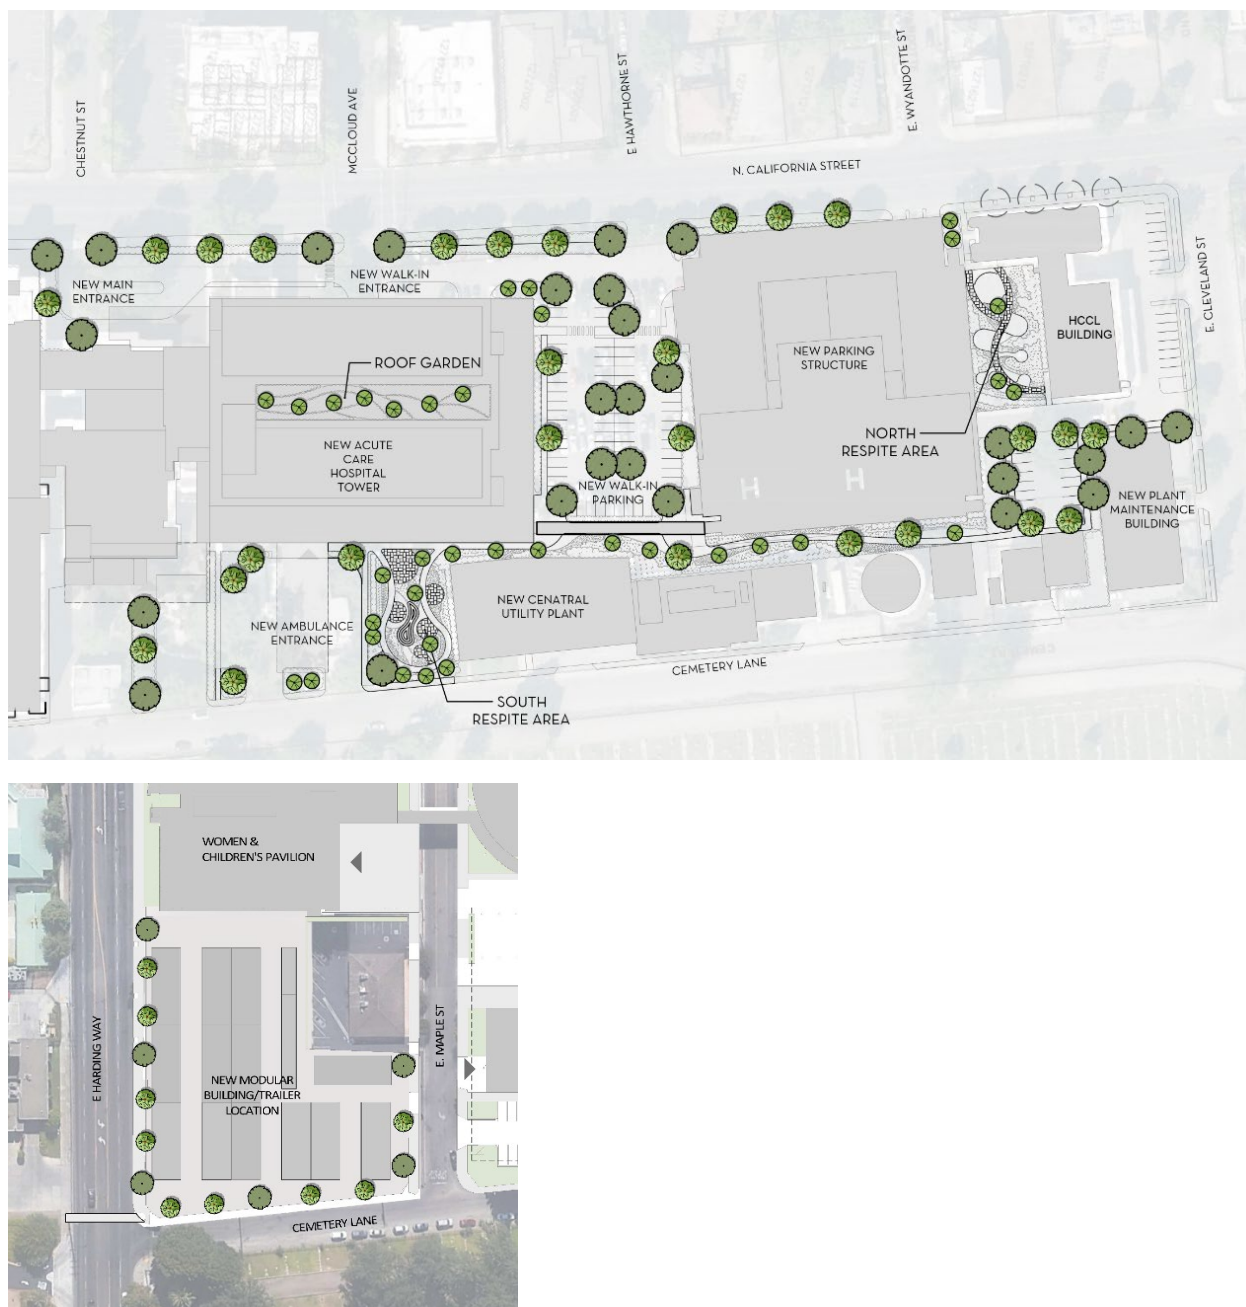 CHESTNUT ST
MCCLOUD AVE
E HAWTHORNE ST
E. WYANDOTTE ST
N. CALIFORNIA STREET
E. CLEVELAND ST
NEW MAIN
ENTRANCE
NEW WALK-IN
ENTRANCE
ROOF GARDEN
NEW ACUTE
CARE
HOSPITAL
TOWER
NEW WALK-IN
PARKING
NEW PARKING
STRUCTURE
H
H
HCCL
BUILDING
NORTH
RESPITE AREA
NEW PLANT
MAINTENANCE
BUILDING
NEW AMBULANCE
ENTRANCE
NEW CENATRAL
UTILITY PLANT
CEMETERY LANE
SOUTH
RESPITE AREA
WOMEN &
CHILDREN'S PAVILION
E HARDING WAY
E. MAPLE ST
NEW MODULAR
BUILDING/TRAILER
LOCATION
CEMETERY LANE